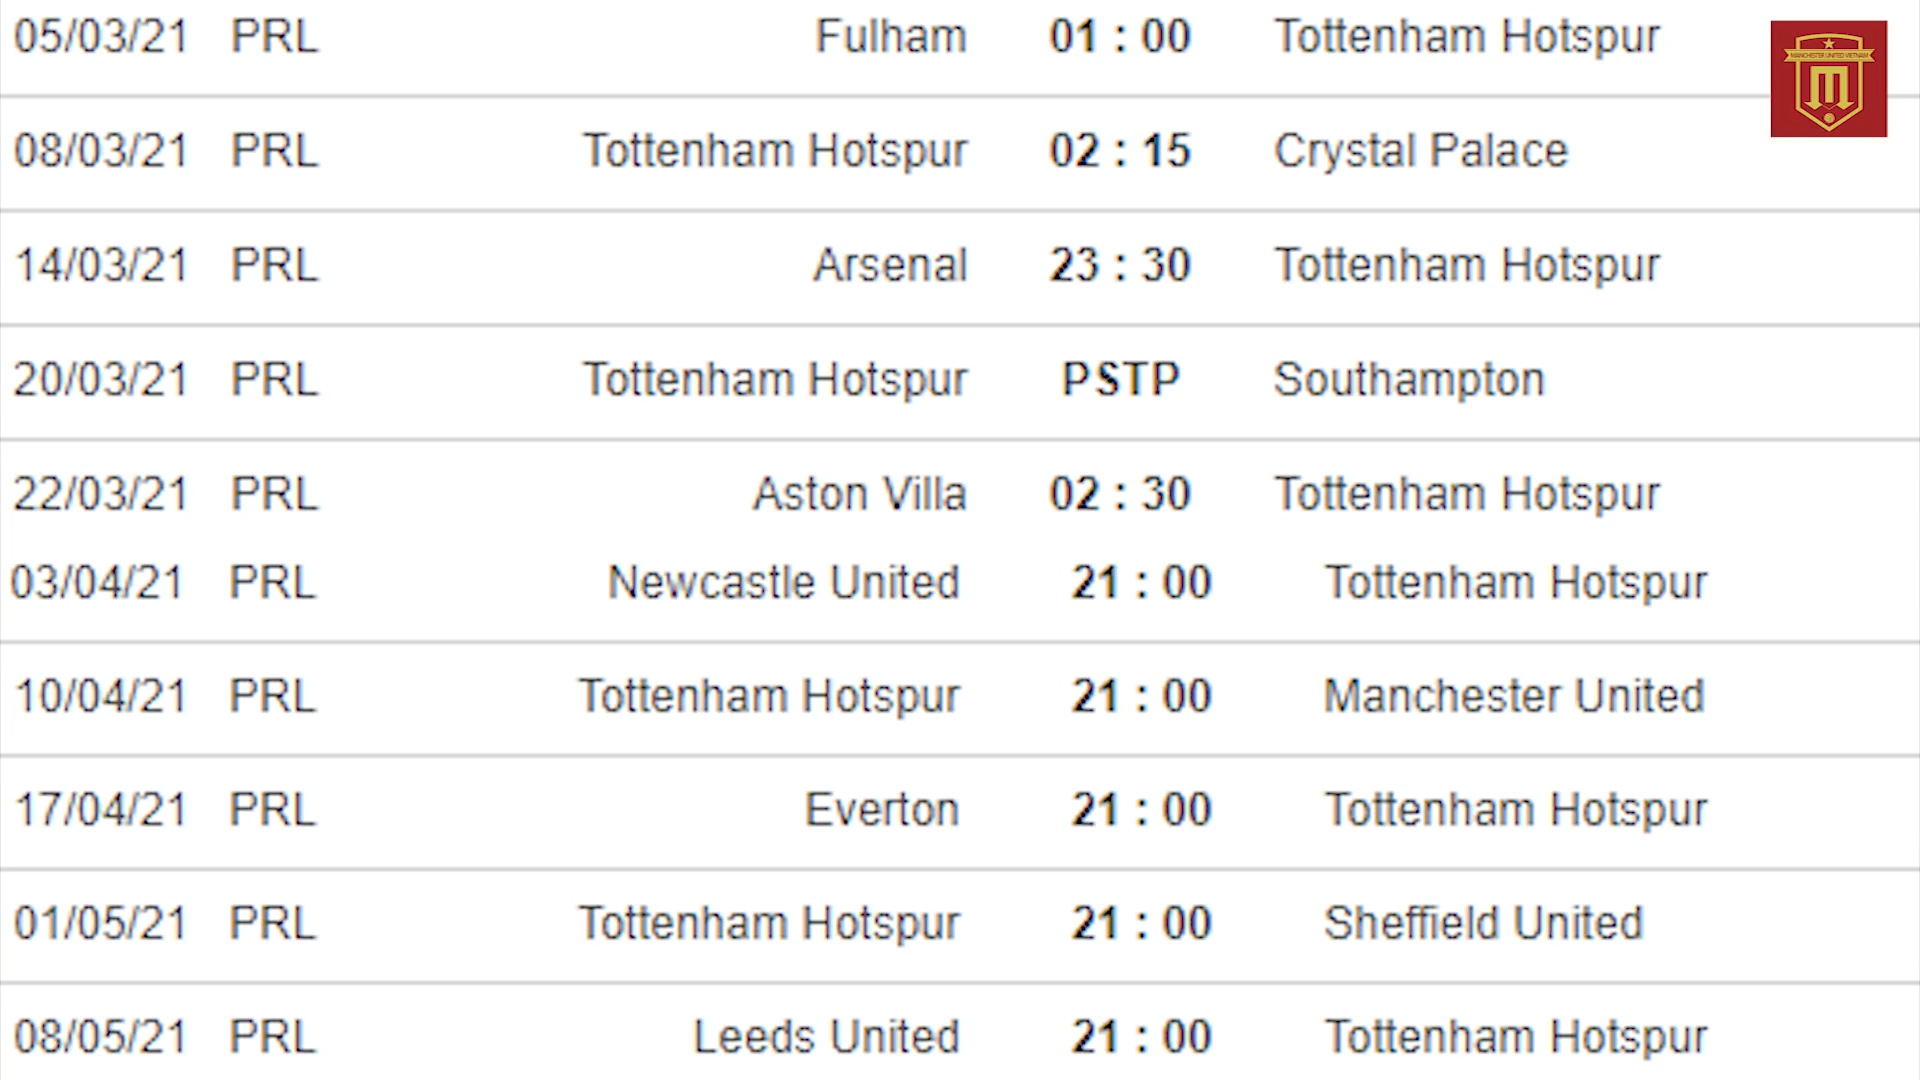 05/03/21 PRL Fulham 01 : 00 Tottenham Hotspur
MANCHESTER UNITED VIETNAM
M
08/03/21 PRL Tottenham Hotspur 02 : 15 Crystal Palace
14/03/21 PRL Arsenal 23 : 30 Tottenham Hotspur
20/03/21 PRL Tottenham Hotspur PSTP Southampton
22/03/21 PRL Aston Villa 02 : 30 Tottenham Hotspur
03/04/21 PRL Newcastle United 21 : 00 Tottenham Hotspur
10/04/21 PRL Tottenham Hotspur 21 : 00 Manchester United
17/04/21 PRL Everton 21 : 00 Tottenham Hotspur
01/05/21 PRL Tottenham Hotspur 21 : 00 Sheffield United
08/05/21 PRL Leeds United 21 : 00 Tottenham Hotspur